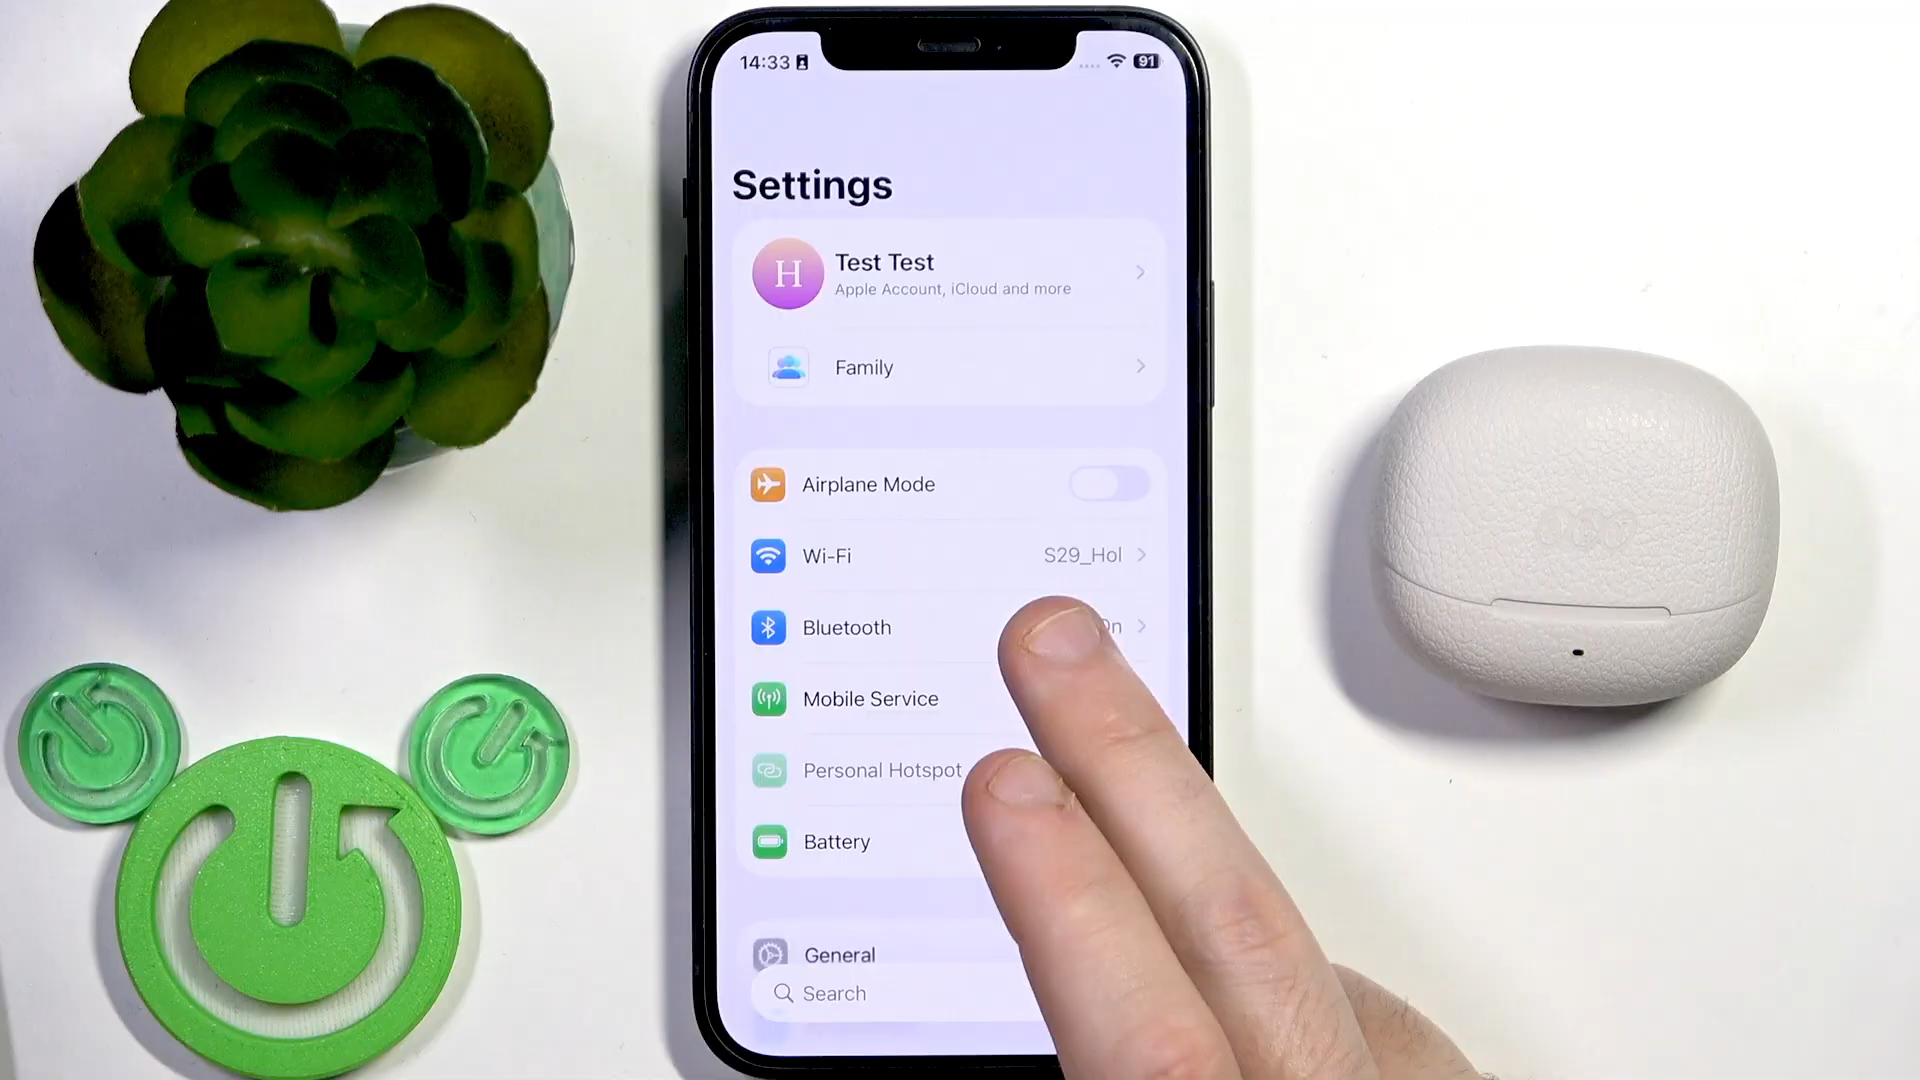 14:33
91
Settings
H
Test Test
Apple Account, iCloud and more
Family
Airplane Mode
Wi-Fi
S29_Hol
Bluetooth
On
Mobile Service
Personal Hotspot
Battery
General
Search